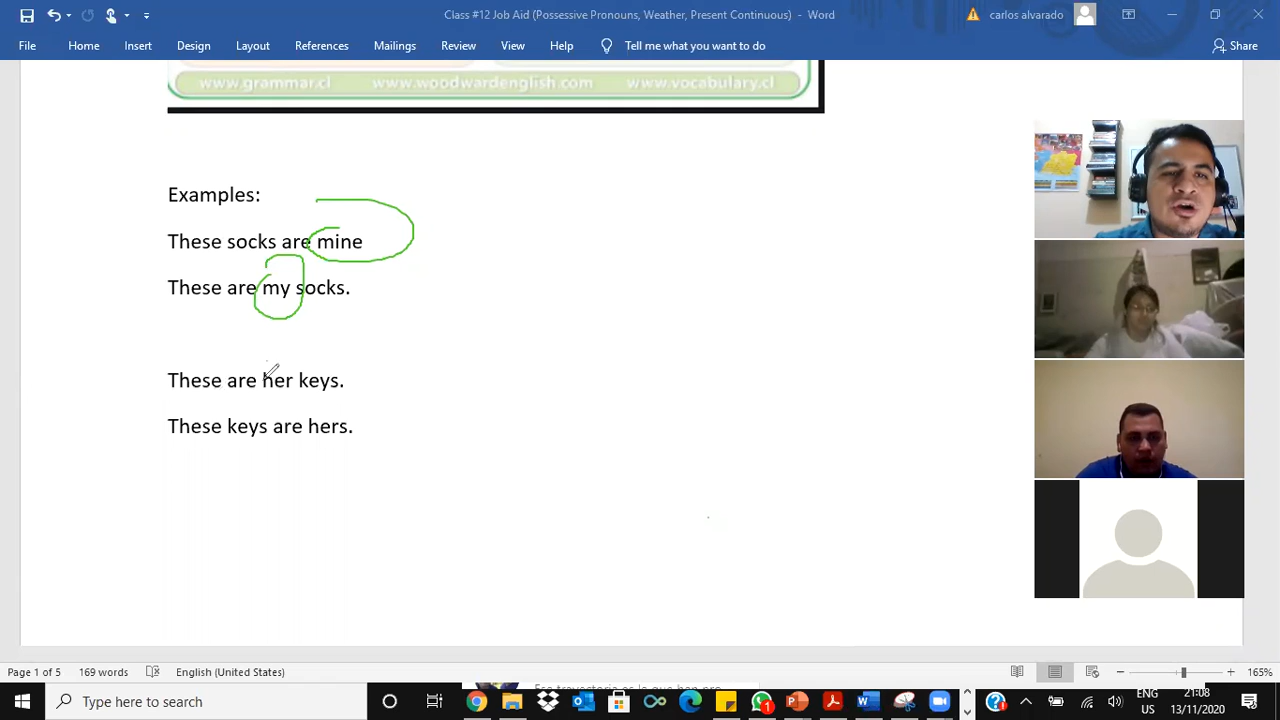 Class #12 Job Aid (Possessive Pronouns, Weather, Present Continuous) - Word
carlos alvarado
File Home Insert Design Layout References Mailings Review View Help Tell me what you want to do Share
www.grammar.cl www.woodwardenglish.com www.vocabulary.cl
Examples:
These socks are mine
These are my socks.
These are her keys.
These keys are hers.
Page 1 of 5 169 words English (United States) 165%
Type here to search
ENG 21:08
ES 13/11/2020